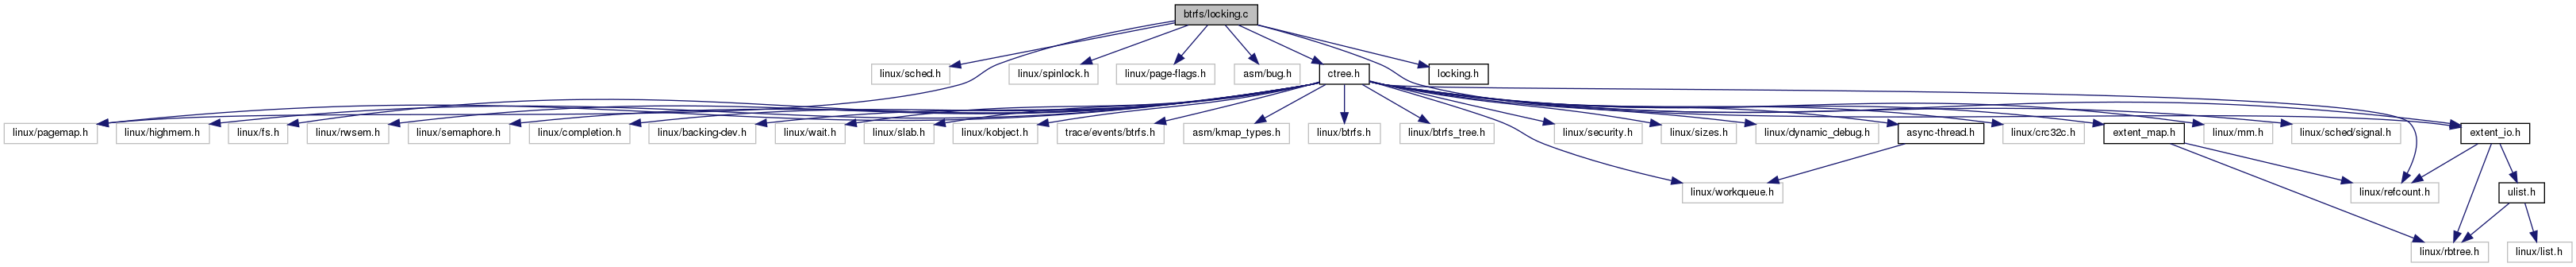 btrfs/locking.c
linux/sched.h
linux/spinlock.h
linux/page-flags.h
asm/bug.h
ctree.h
locking.h
linux/pagemap.h
linux/highmem.h
linux/fs.h
linux/rwsem.h
linux/semaphore.h
linux/completion.h
linux/backing-dev.h
linux/wait.h
linux/slab.h
linux/kobject.h
trace/events/btrfs.h
asm/kmap_types.h
linux/btrfs.h
linux/btrfs_tree.h
linux/security.h
linux/sizes.h
linux/dynamic_debug.h
async-thread.h
linux/crc32c.h
extent_map.h
linux/mm.h
linux/sched/signal.h
extent_io.h
linux/workqueue.h
linux/refcount.h
ulist.h
linux/rbtree.h
linux/list.h